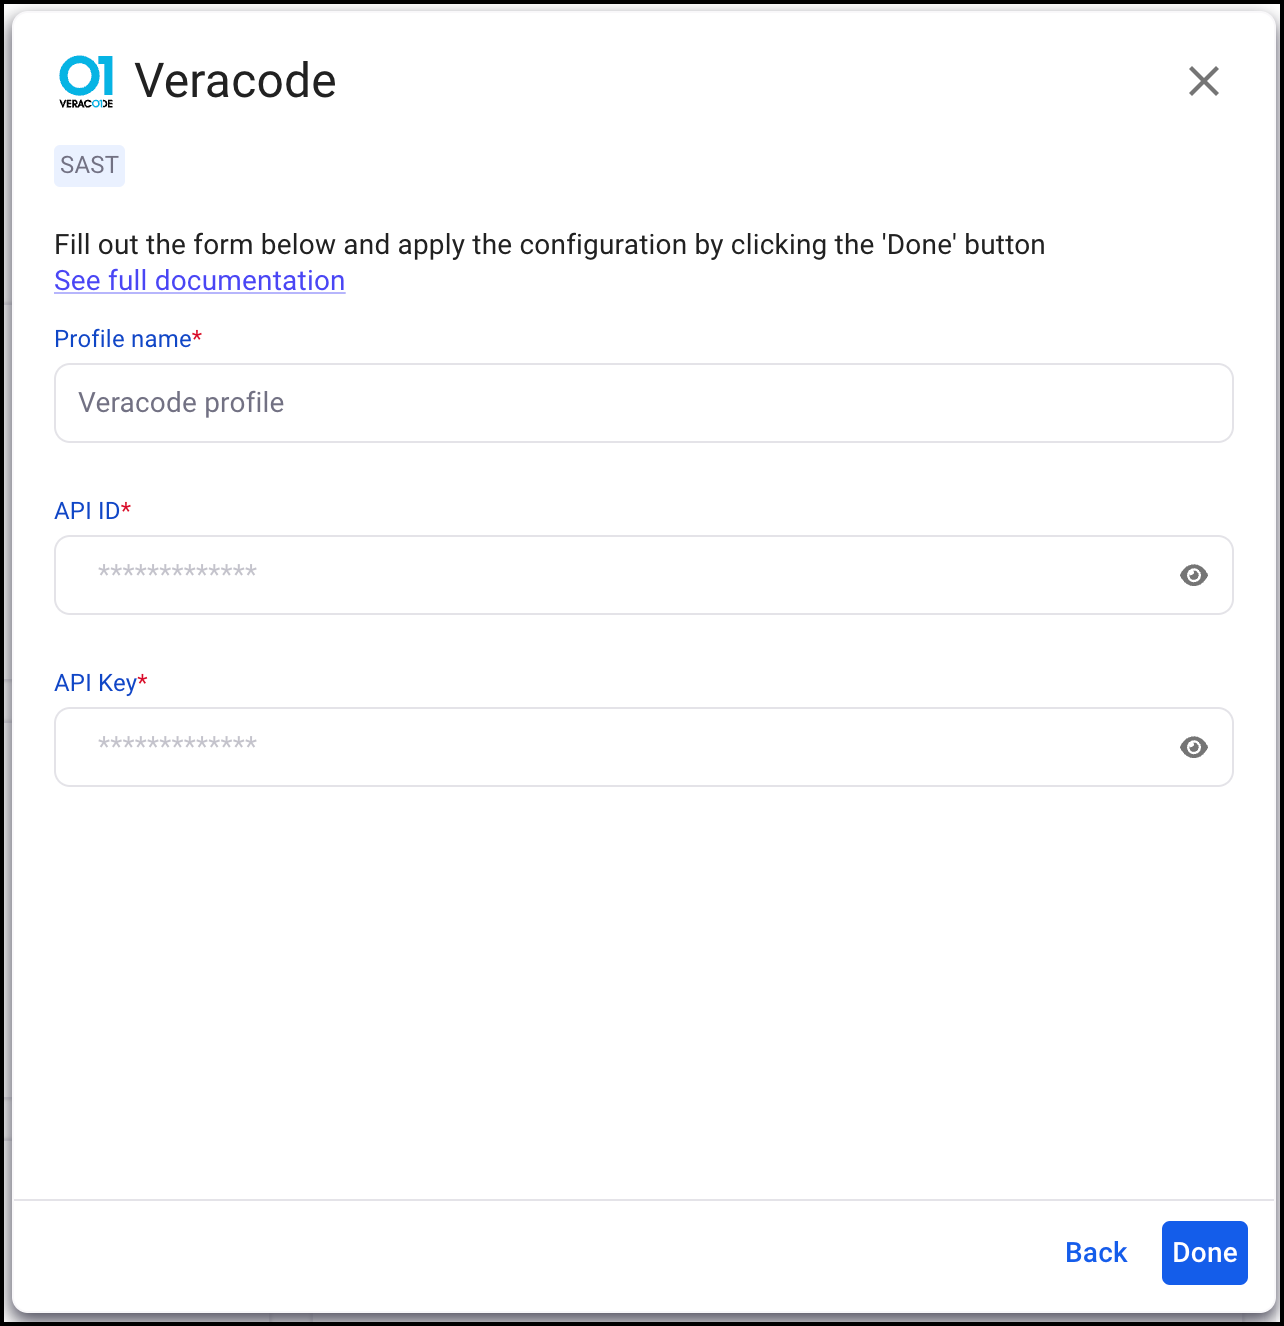 VERACODE
Veracode
SAST
Fill out the form below and apply the configuration by clicking the 'Done' button
See full documentation
Profile name*
Veracode profile
API ID*
*************
API Key*
*************
Back
Done